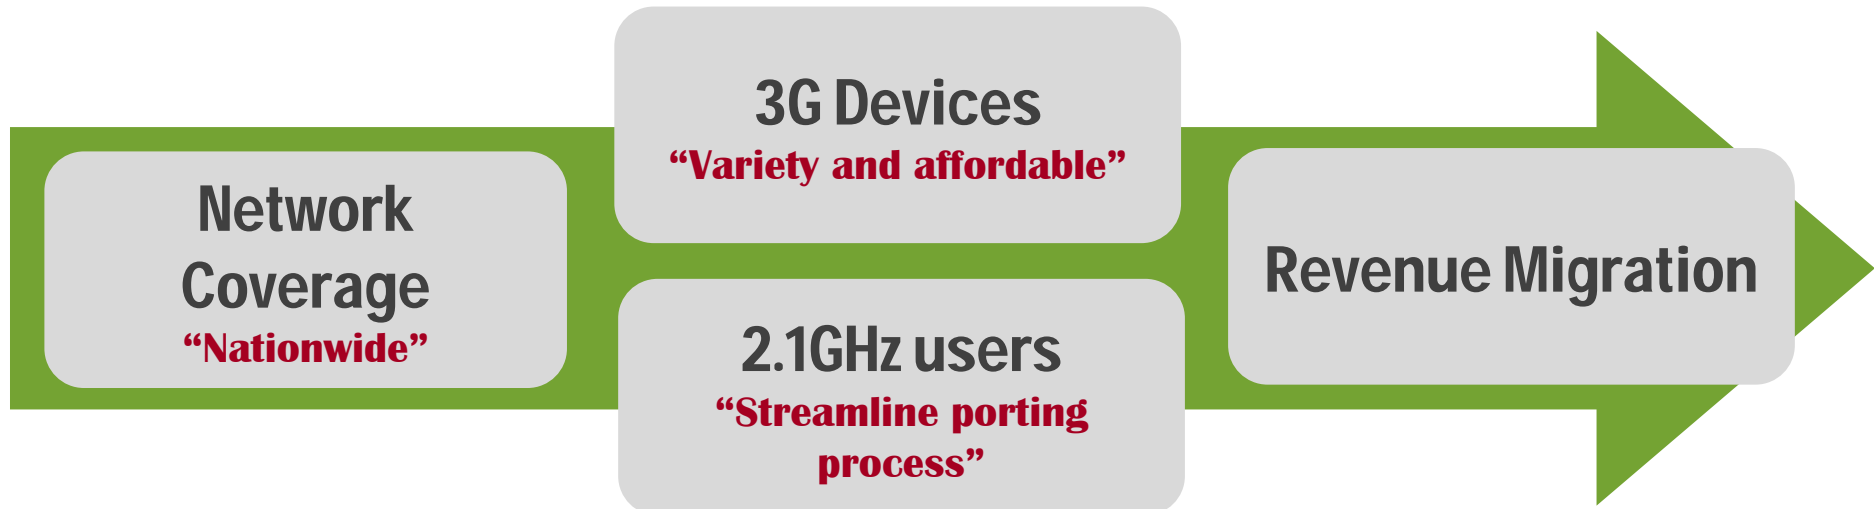 Network
Coverage
“Nationwide”
3G Devices
“Variety and affordable”
2.1GHz users
“Streamline porting
process”
Revenue Migration